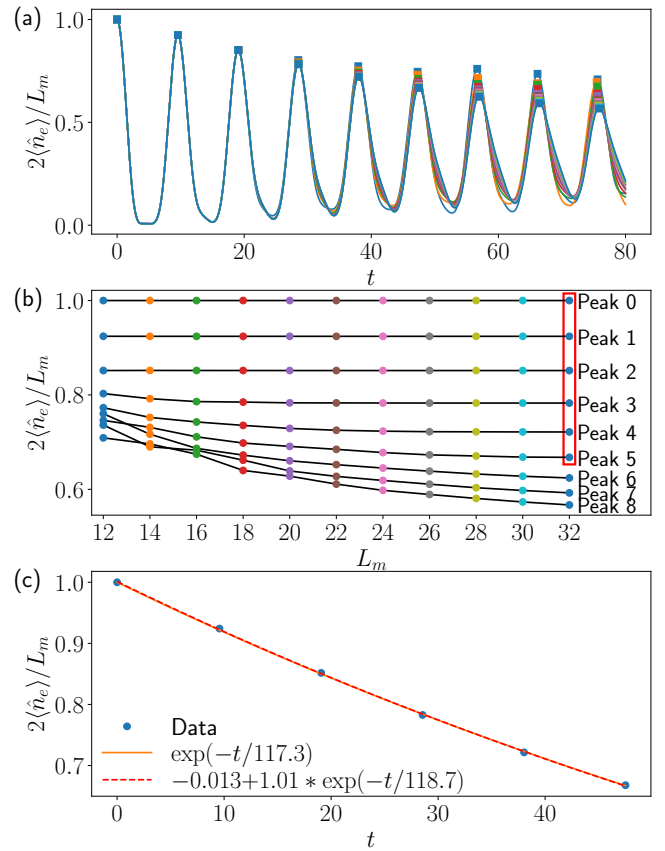 (a)
2⟨n̂_e⟩/L_m
1.0
0.5
0.0
0 20 40 60 80
t
(b)
2⟨n̂_e⟩/L_m
1.0
0.8
0.6
Peak 0
Peak 1
Peak 2
Peak 3
Peak 4
Peak 5
Peak 6
Peak 7
Peak 8
12 14 16 18 20 22 24 26 28 30 32
L_m
(c)
2⟨n̂_e⟩/L_m
1.0
0.9
0.8
0.7
Data
exp(−t/117.3)
−0.013+1.01 ∗ exp(−t/118.7)
0 20 40
t